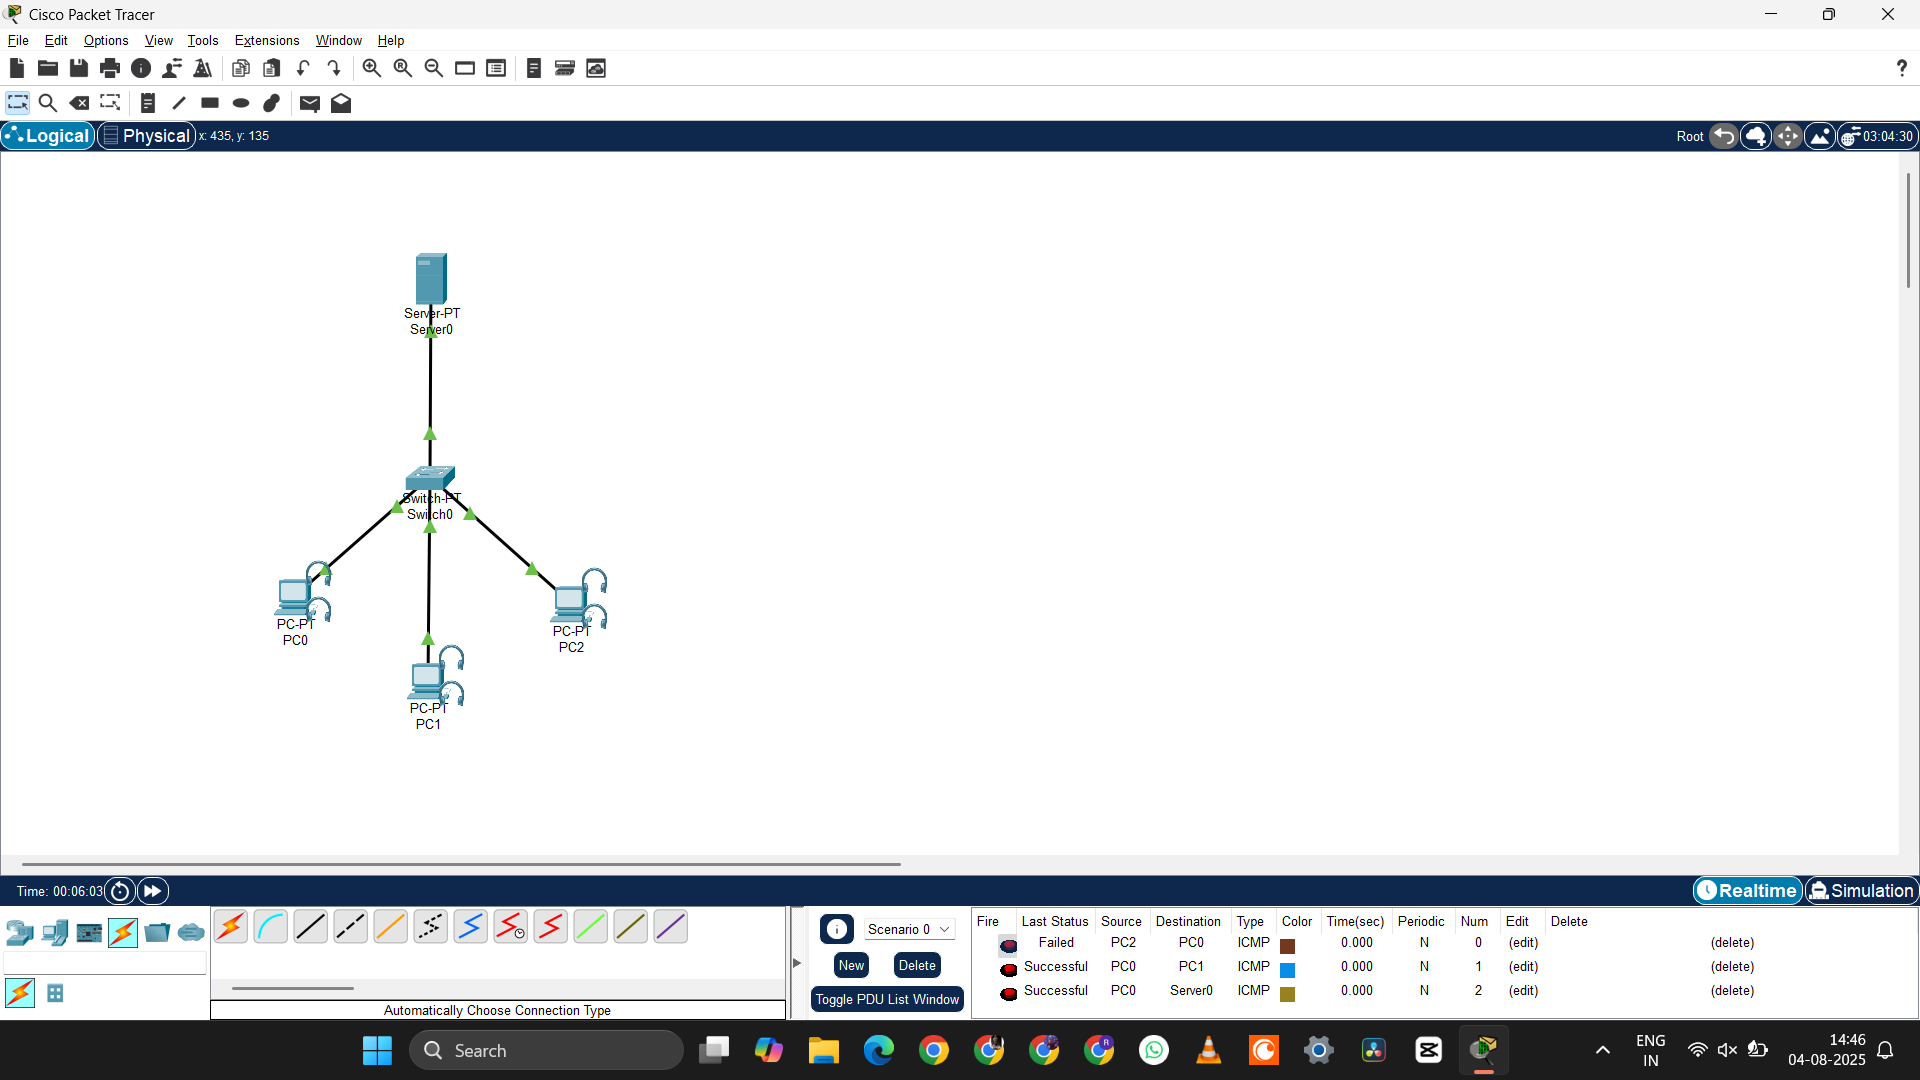 Cisco Packet Tracer
File Edit Options View Tools Extensions Window Help
?
Logical Physical x: 435, y: 135 Root 03:04:30
Server-PT
Server0
Switch-PT
Switch0
PC-PT
PC0
PC-PT
PC2
PC-PT
PC1
Time: 00:06:03 Realtime Simulation
Scenario 0
New Delete
Toggle PDU List Window
Automatically Choose Connection Type
Fire Last Status Source Destination Type Color Time(sec) Periodic Num Edit Delete
Failed PC2 PC0 ICMP 0.000 N 0 (edit) (delete)
Successful PC0 PC1 ICMP 0.000 N 1 (edit) (delete)
Successful PC0 Server0 ICMP 0.000 N 2 (edit) (delete)
Search
ENG
IN
14:46
04-08-2025